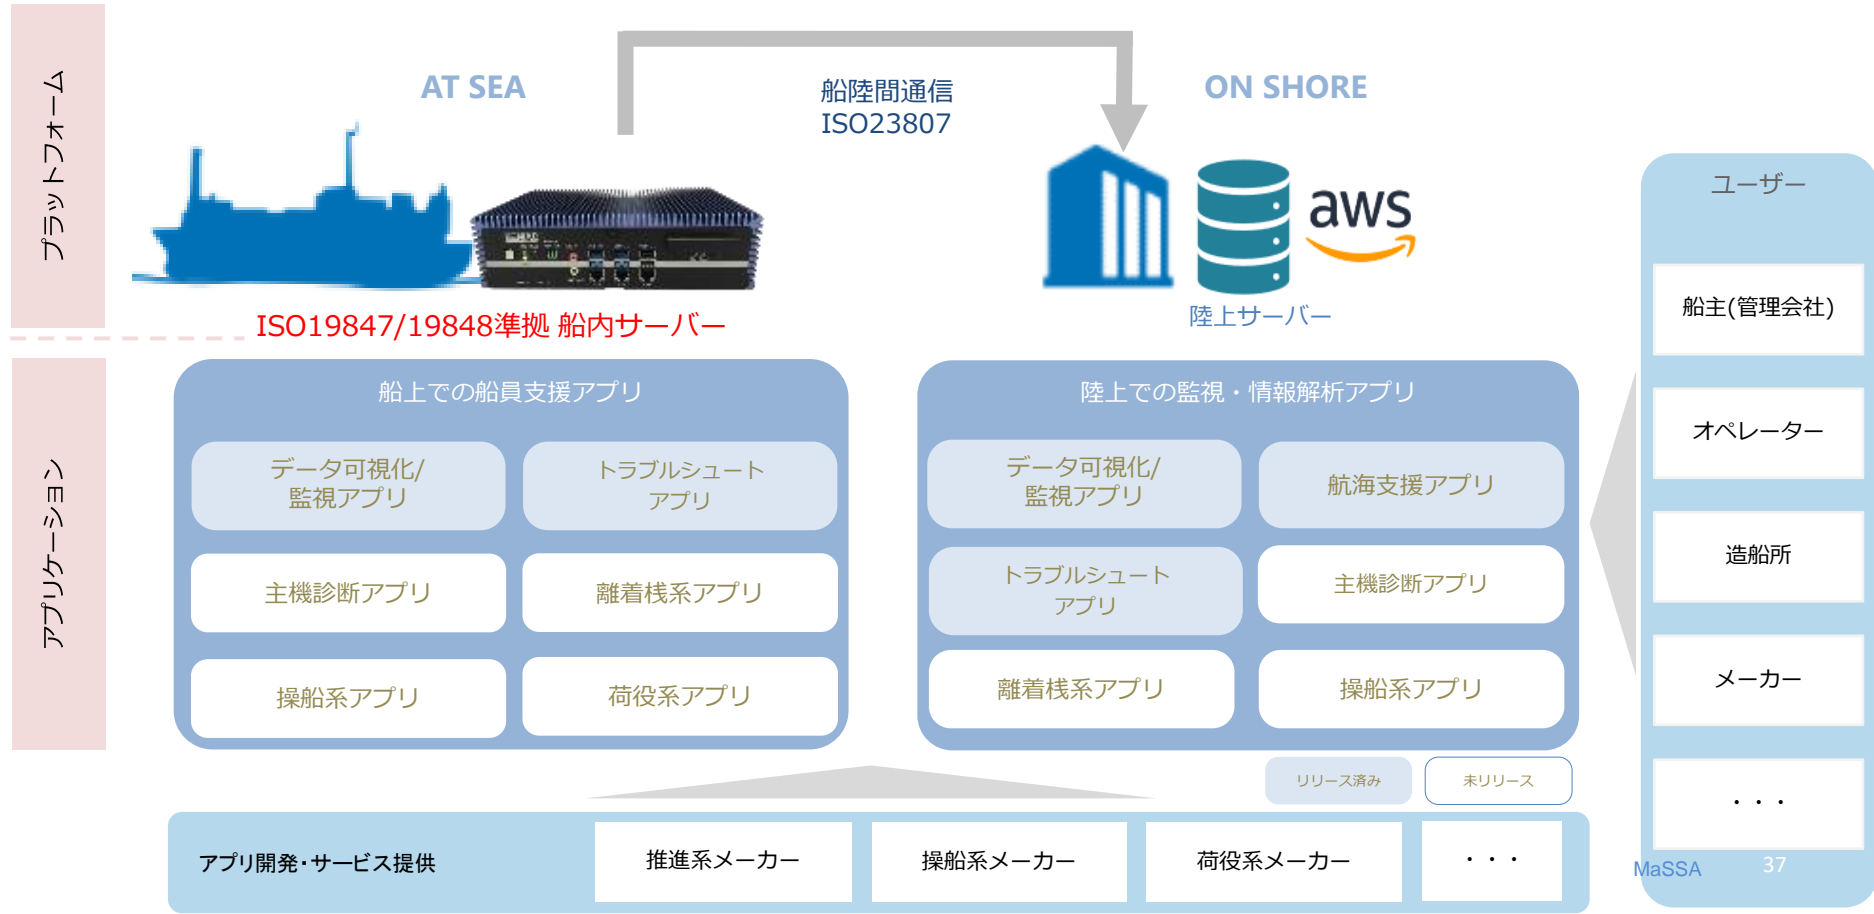 プラットフォーム
AT SEA
船陸間通信
ISO23807
ON SHORE
aws
ISO19847/19848準拠 船内サーバー
陸上サーバー
アプリケーション
船上での船員支援アプリ
データ可視化/
監視アプリ
トラブルシュート
アプリ
主機診断アプリ
離着桟系アプリ
操船系アプリ
荷役系アプリ
陸上での監視・情報解析アプリ
データ可視化/
監視アプリ
航海支援アプリ
トラブルシュート
アプリ
主機診断アプリ
離着桟系アプリ
操船系アプリ
リリース済み
未リリース
アプリ開発・サービス提供
推進系メーカー
操船系メーカー
荷役系メーカー
・・・
ユーザー
船主(管理会社)
オペレーター
造船所
メーカー
・・・
MaSSA
37